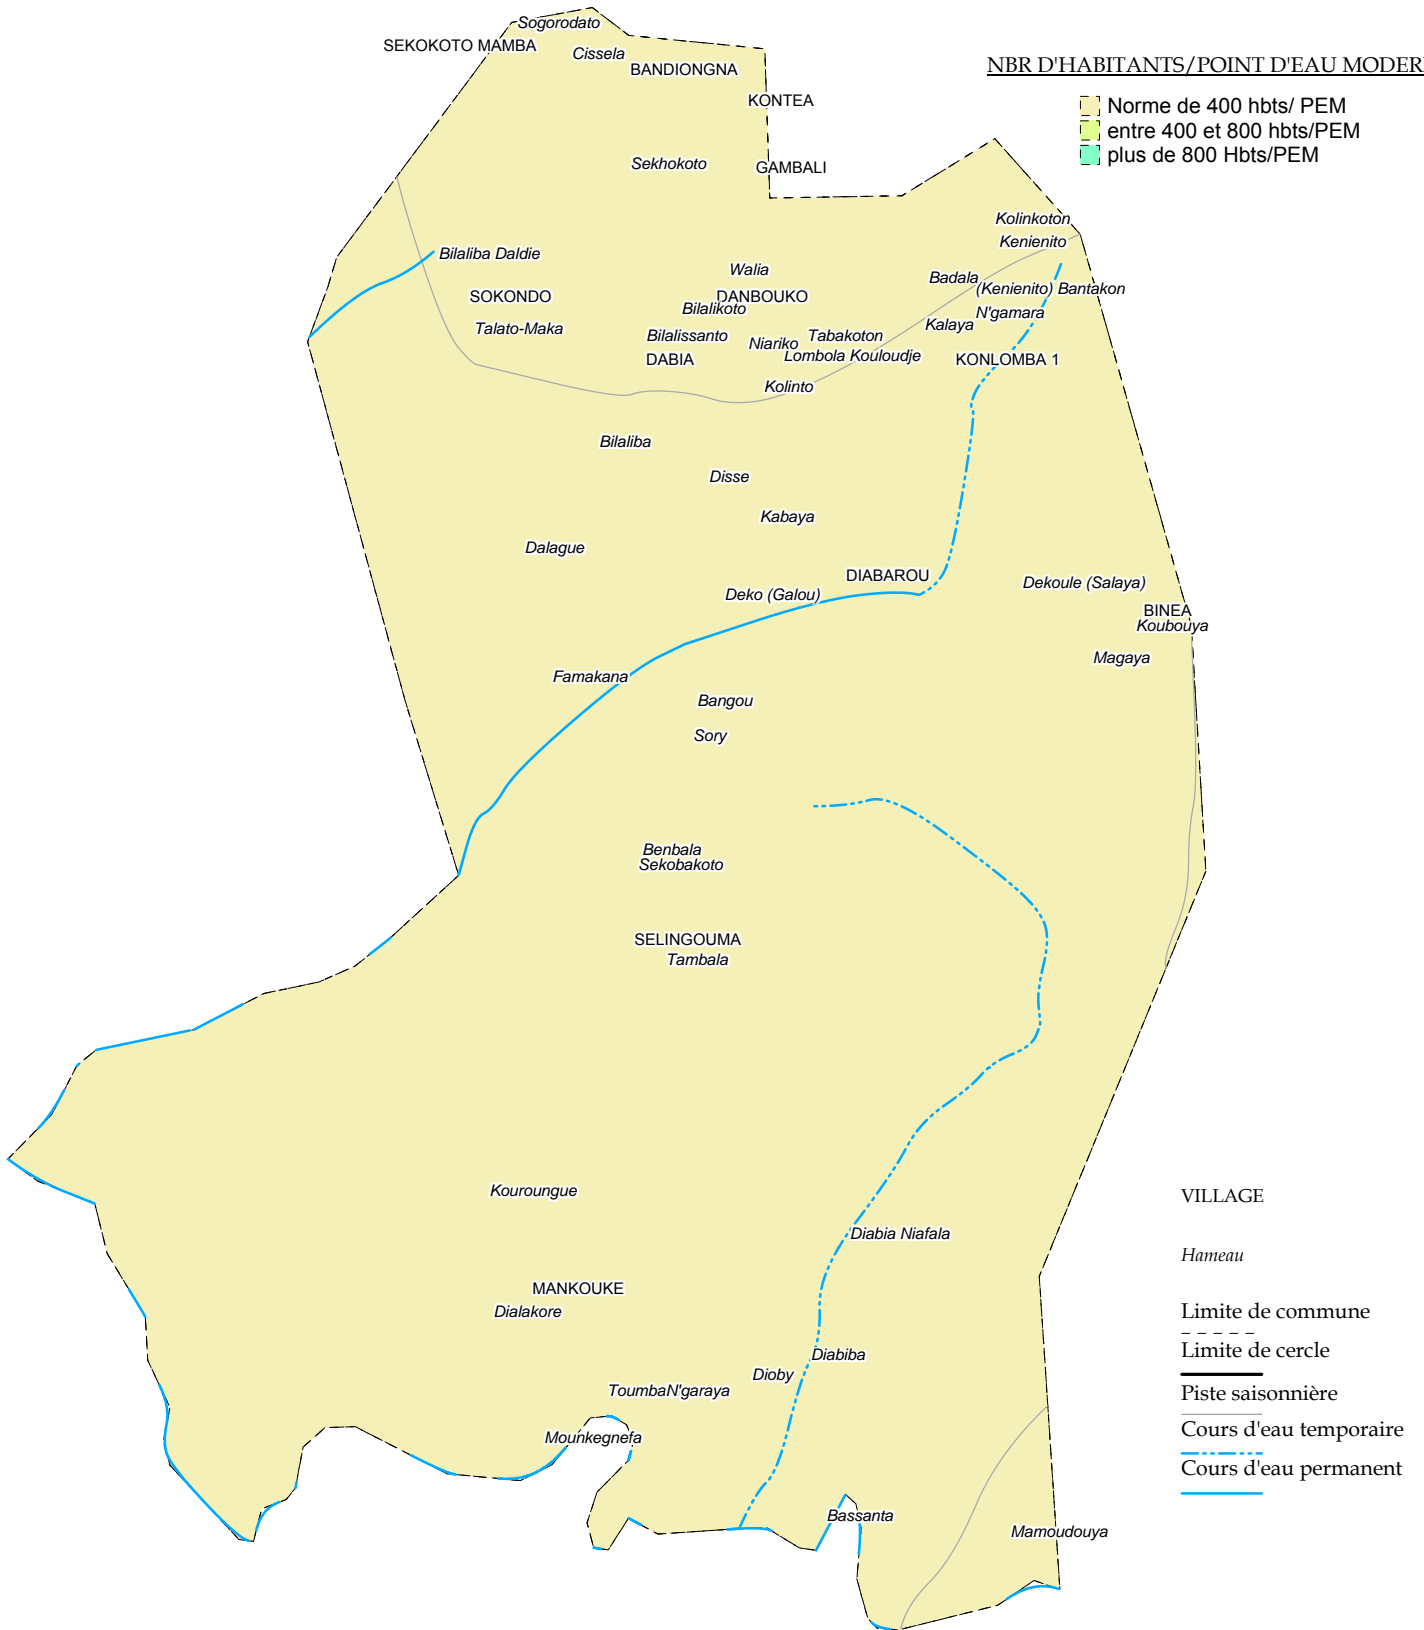 Sogorodato
SEKOKOTO MAMBA
Cissela
BANDIONGNA
NBR D'HABITANTS/POINT D'EAU MODER
KONTEA
Norme de 400 hbts/ PEM
entre 400 et 800 hbts/PEM
plus de 800 Hbts/PEM
Sekhokoto
GAMBALI
Kolinkoton
Kenienito
Bilaliba Daldie
Walia
Badala
(Kenienito) Bantakon
SOKONDO
DANBOUKO
Bilalikoto
N'gamara
Kalaya
Talato-Maka
Bilalissanto
Niariko
Tabakoton
DABIA
Lombola Kouloudje
KONLOMBA 1
Kolinto
Bilaliba
Disse
Kabaya
Dalague
DIABAROU
Dekoule (Salaya)
Deko (Galou)
BINEA
Koubouya
Magaya
Famakana
Bangou
Sory
Benbala
Sekobakoto
SELINGOUMA
Tambala
Kouroungue
VILLAGE
Diabia Niafala
Hameau
MANKOUKE
Dialakore
Limite de commune
Limite de cercle
Diabiba
Dioby
Toumba
N'garaya
Piste saisonnière
Cours d'eau temporaire
Mounkegnefa
Cours d'eau permanent
Bassanta
Mamoudouya